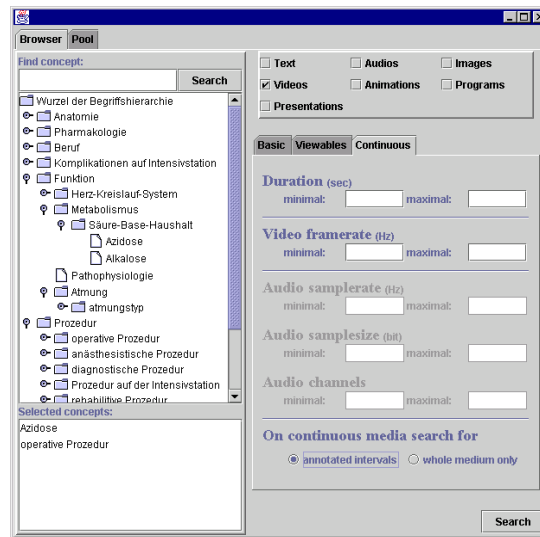 Browser Pool
Find concept:
Search
Wurzel der Begriffshierarchie
Anatomie
Pharmakologie
Beruf
Komplikationen auf Intensivstation
Funktion
Herz-Kreislauf-System
Metabolismus
Säure-Base-Haushalt
Azidose
Alkalose
Pathophysiologie
Atmung
atmungstyp
Prozedur
operative Prozedur
anästhesistische Prozedur
diagnostische Prozedur
Prozedur auf der Intensivstation
rehabilitive Prozedur
Selected concepts:
Azidose
operative Prozedur
Text Audios Images
Videos Animations Programs
Presentations
Basic Viewables Continuous
Duration (sec)
minimal: maximal:
Video framerate (Hz)
minimal: maximal:
Audio samplerate (Hz)
minimal: maximal:
Audio samplesize (bit)
minimal: maximal:
Audio channels
minimal: maximal:
On continuous media search for
annotated intervals whole medium only
Search